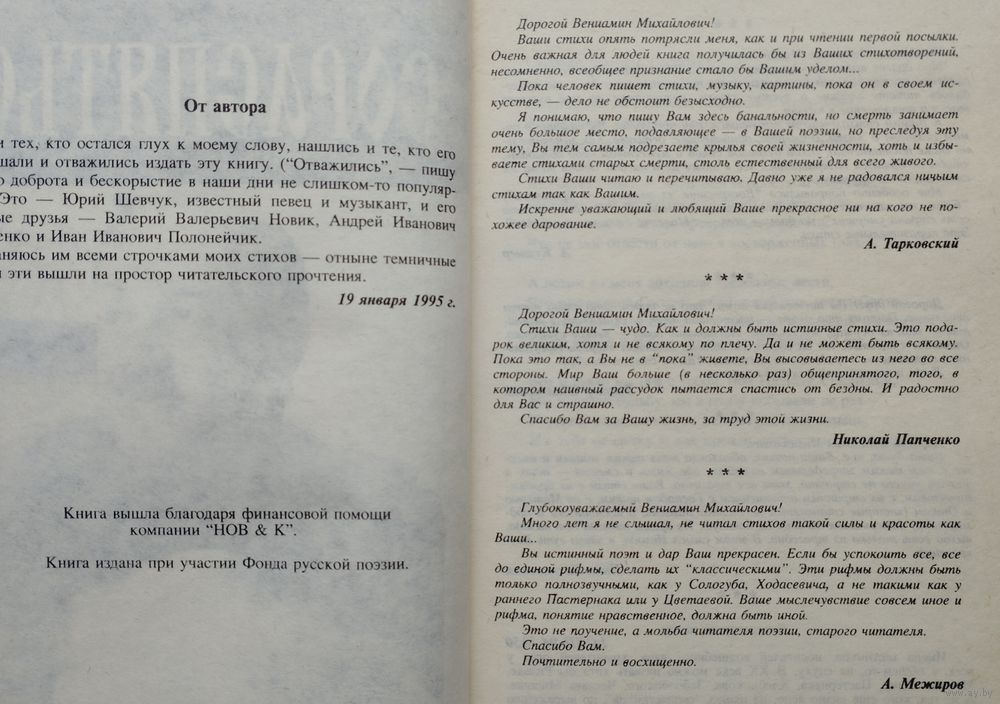 От автора
и тех, кто остался глух к моему слову, нашлись и те, кто его
шали и отважились издать эту книгу. (“Отважились”, — пишу
о доброта и бескорыстие в наши дни не слишком-то популяр-
Это — Юрий Шевчук, известный певец и музыкант, и его
ые друзья — Валерий Валерьевич Новик, Андрей Иванович
енко и Иван Иванович Полонейчик.
аняюсь им всеми строчками моих стихов — отныне темничные
и эти вышли на простор читательского прочтения.
19 января 1995 г.
Книга вышла благодаря финансовой помощи
компании “НОВ & К”.
Книга издана при участии Фонда русской поэзии.
Дорогой Вениамин Михайлович!
Ваши стихи опять потрясли меня, как и при чтении первой посылки.
Очень важная для людей книга получилась бы из Ваших стихотворений,
несомненно, всеобщее признание стало бы Вашим уделом...
Пока человек пишет стихи, музыку, картины, пока он в своем ис-
кусстве, — дело не обстоит безысходно.
Я понимаю, что пишу Вам здесь банальности, но смерть занимает
очень большое место, подавляющее — в Вашей поэзии, но преследуя эту
тему, Вы тем самым подрезаете крылья своей жизненности, хоть и избы-
ваете стихами старых смерти, столь естественный для всего живого.
Стихи Ваши читаю и перечитываю. Давно уже я не радовался ничьим
стихам так как Вашим.
Искренне уважающий и любящий Ваше прекрасное ни на кого не по-
хожее дарование.
А. Тарковский
* * *
Дорогой Вениамин Михайлович!
Стихи Ваши — чудо. Как и должны быть истинные стихи. Это пода-
рок великим, хотя и не всякому по плечу. Да и не может быть всякому.
Пока это так, а Вы не в “пока” живете, Вы высовываетесь из него во все
стороны. Мир Ваш больше (в несколько раз) общепринятого, того, в
котором наивный рассудок пытается спастись от бездны. И радостно
для Вас и страшно.
Спасибо Вам за Вашу жизнь, за труд этой жизни.
Николай Папченко
* * *
Глубокоуважаемый Вениамин Михайлович!
Много лет я не слышал, не читал стихов такой силы и красоты как
Ваши...
Вы истинный поэт и дар Ваш прекрасен. Если бы успокоить все, все
до единой рифмы, сделать их “классическими”. Эти рифмы должны быть
только полнозвучными, как у Сологуба, Ходасевича, а не такими как у
раннего Пастернака или у Цветаевой. Ваше мыслечувствие совсем иное и
рифма, понятие нравственное, должна быть иной.
Это не поучение, а мольба читателя поэзии, старого читателя.
Спасибо Вам.
Почтительно и восхищенно.
А. Межиров
www.ay.by